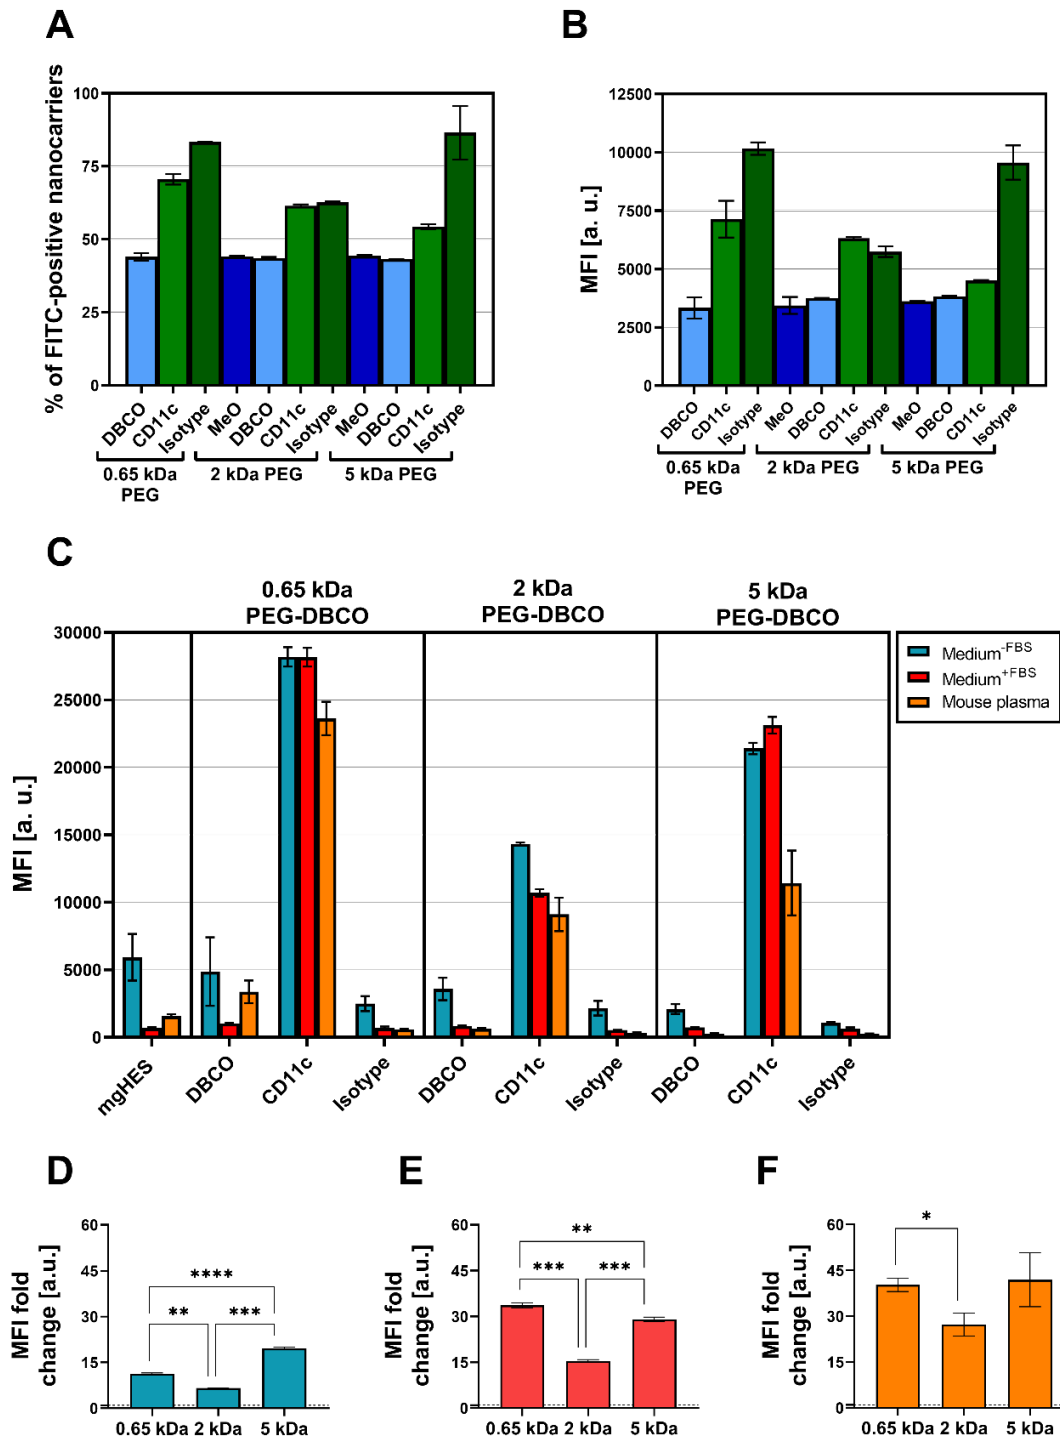 A
% of FITC-positive nanocarriers
100
75
50
25
0
DBCO
CD11c
Isotype
MeO
DBCO
CD11c
Isotype
MeO
DBCO
CD11c
Isotype
0.65 kDa
PEG
2 kDa PEG
5 kDa PEG
B
MFI [a. u.]
12500
10000
7500
5000
2500
0
DBCO
CD11c
Isotype
MeO
DBCO
CD11c
Isotype
MeO
DBCO
CD11c
Isotype
0.65 kDa
PEG
2 kDa PEG
5 kDa PEG
C
0.65 kDa
PEG-DBCO
2 kDa
PEG-DBCO
5 kDa
PEG-DBCO
MFI [a. u.]
30000
25000
20000
15000
10000
5000
0
mgHES
DBCO
CD11c
Isotype
DBCO
CD11c
Isotype
DBCO
CD11c
Isotype
Medium-FBS
Medium+FBS
Mouse plasma
D
MFI fold
change [a.u.]
60
45
30
15
0
****
**
***
0.65 kDa
2 kDa
5 kDa
E
MFI fold
change [a.u.]
60
45
30
15
0
**
***
***
0.65 kDa
2 kDa
5 kDa
F
MFI fold
change [a.u.]
60
45
30
15
0
*
0.65 kDa
2 kDa
5 kDa